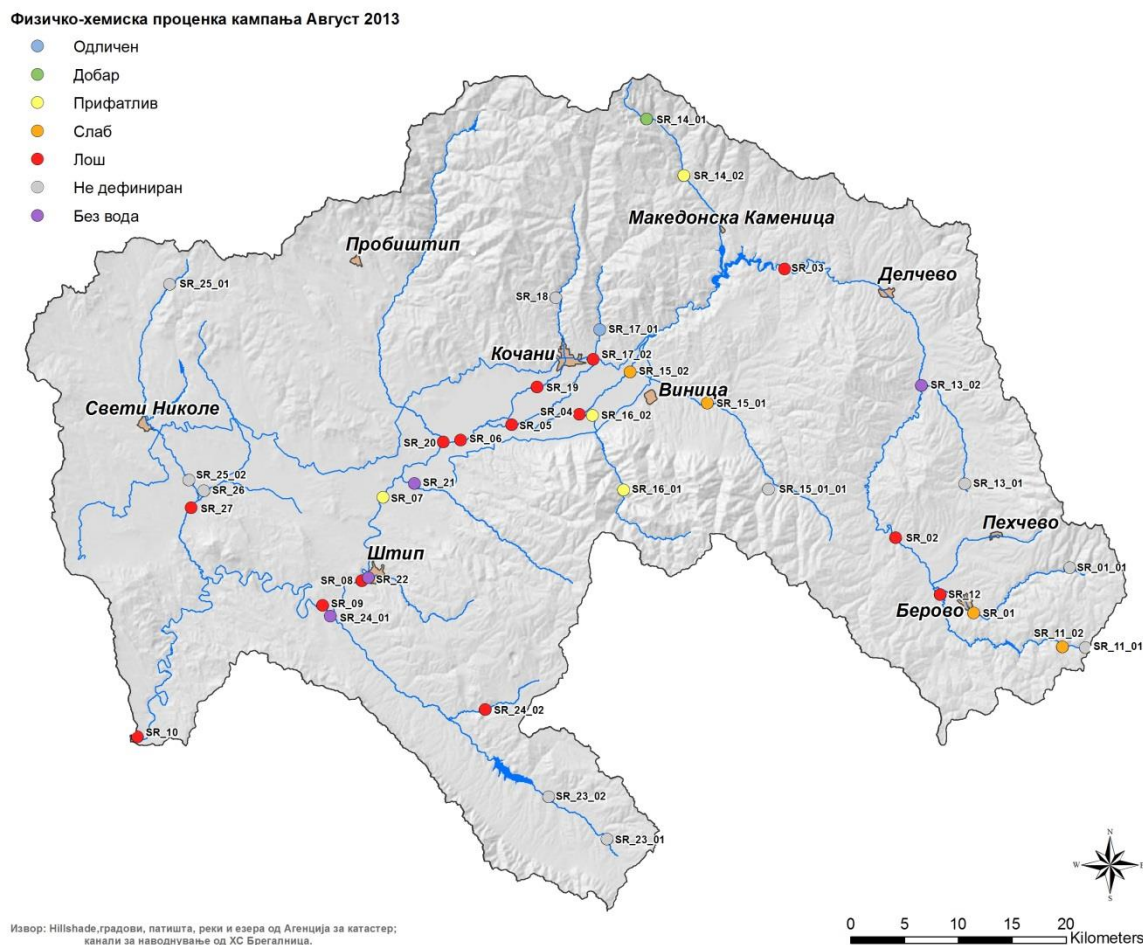 Физичко-хемиска проценка кампања Август 2013
Одличен
Добар
Прифатлив
Слаб
Лош
Не дефиниран
Без вода
SR_14_01
SR_14_02
Македонска Каменица
Пробиштип
SR_03
Делчево
SR_25_01
SR_18
SR_17_01
Кочани
SR_17_02
SR_15_02
SR_19
SR_13_02
Виница
SR_15_01
Свети Николе
SR_04
SR_16_02
SR_05
SR_20
SR_06
SR_25_02
SR_21
SR_26
SR_16_01
SR_15_01_01
SR_13_01
SR_07
SR_27
Пехчево
SR_02
Штип
SR_01_01
SR_08
SR_22
SR_12
SR_09
Берово
SR_01
SR_24_01
SR_11_02
SR_11_01
SR_24_02
SR_10
SR_23_02
SR_23_01
N
W
E
S
Извор: Hillshade,градови, патишта, реки и езера од Агенција за катастер;
канали за наводнување од ХС Брегалница.
0 5 10 15 20
Kilometers